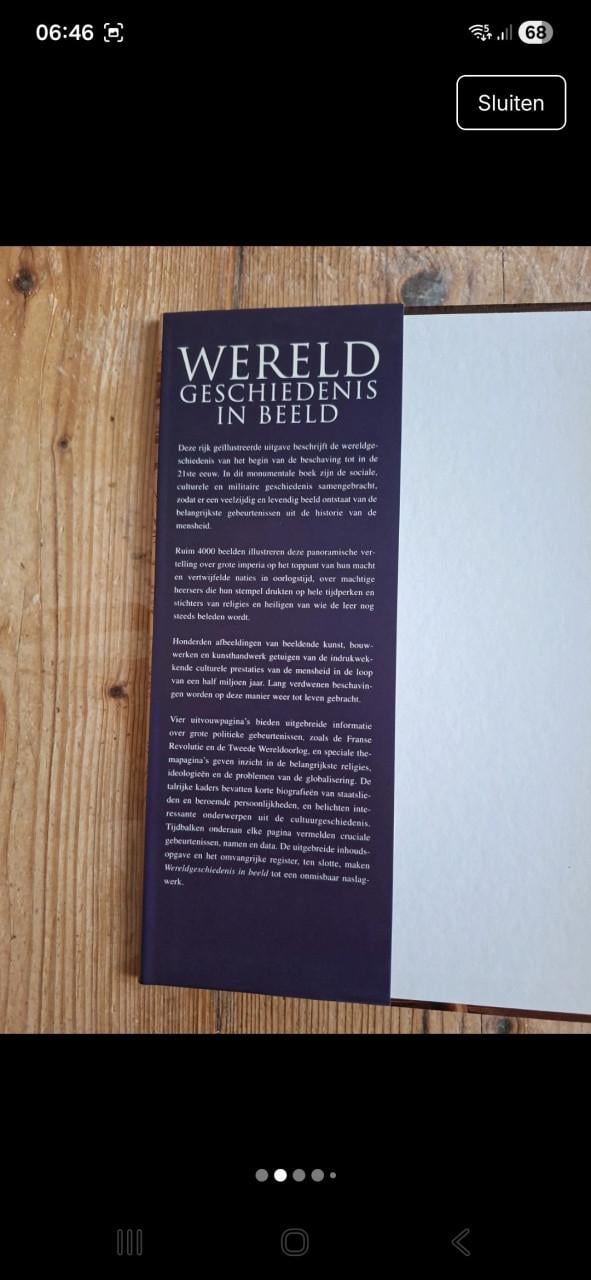 06:46
68
Sluiten
WERELD
GESCHIEDENIS
IN BEELD
Deze rijk geïllustreerde uitgave beschrijft de wereldge-
schiedenis van het begin van de beschaving tot in de
21ste eeuw. In dit monumentale boek zijn de sociale,
culturele en militaire geschiedenis samengebracht,
zodat er een veelzijdig en levendig beeld ontstaat van de
belangrijkste gebeurtenissen uit de historie van de
mensheid.
Ruim 4000 beelden illustreren deze panoramische ver-
telling over grote imperia op het toppunt van hun macht
en vertwijfelde naties in oorlogstijd, over machtige
heersers die hun stempel drukten op hele tijdperken en
stichters van religies en heiligen van wie de leer nog
steeds beleden wordt.
Honderden afbeeldingen van beeldende kunst, bouw-
werken en kunsthandwerk getuigen van de indrukwek-
kende culturele prestaties van de mensheid in de loop
van een half miljoen jaar. Lang verdwenen beschavin-
gen worden op deze manier weer tot leven gebracht.
Vier uitvouwpagina's bieden uitgebreide informatie
over grote politieke gebeurtenissen, zoals de Franse
Revolutie en de Tweede Wereldoorlog, en speciale the-
mapagina's geven inzicht in de belangrijkste religies,
ideologieën en de problemen van de globalisering. De
talrijke kaders bevatten korte biografieën van staatslie-
den en beroemde persoonlijkheden, en belichten inte-
ressante onderwerpen uit de cultuurgeschiedenis.
Tijdbalken onderaan elke pagina vermelden cruciale
gebeurtenissen, namen en data. De uitgebreide inhouds-
opgave en het omvangrijke register, ten slotte, maken
Wereldgeschiedenis in beeld tot een onmisbaar naslag-
werk.